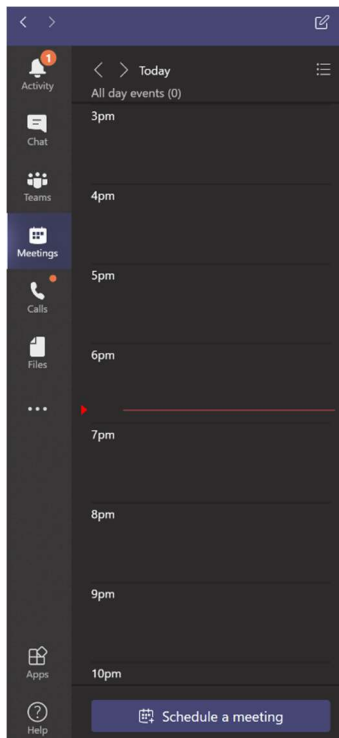 1
Activity
Chat
Teams
Meetings
Calls
Files
Apps
Help
Today
All day events (0)
3pm
4pm
5pm
6pm
7pm
8pm
9pm
10pm
Schedule a meeting